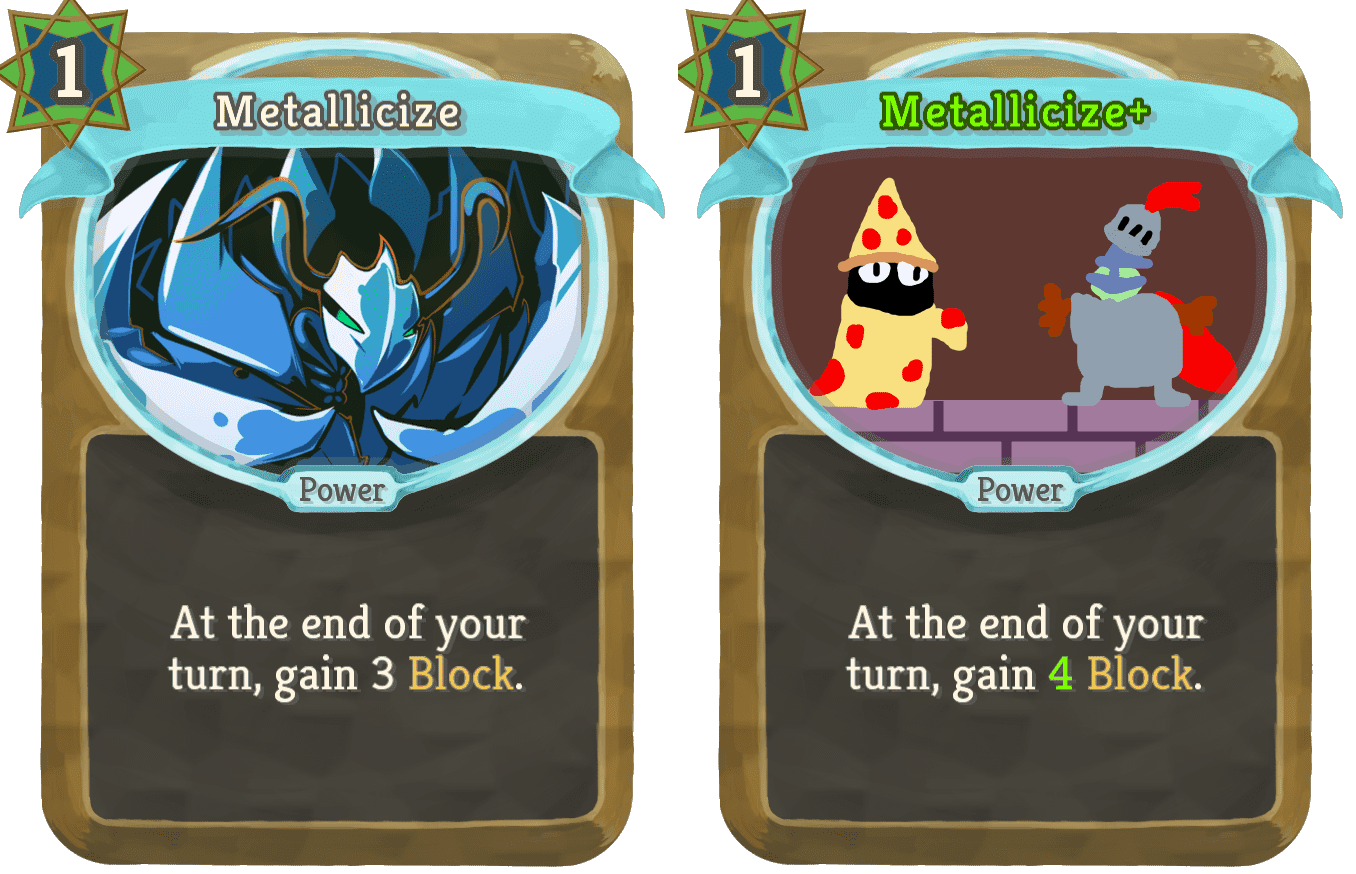 1
Metallicize
Power
At the end of your
turn, gain 3 Block.
1
Metallicize+
Power
At the end of your
turn, gain 4 Block.